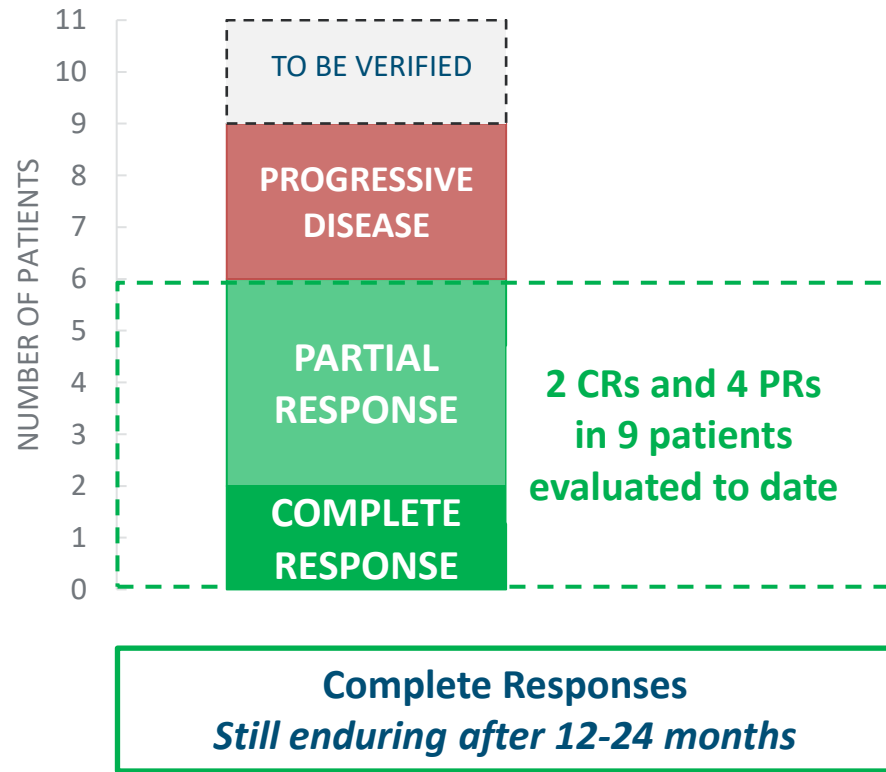 NUMBER OF PATIENTS
11
10
9
8
7
6
5
4
3
2
1
0
TO BE VERIFIED
PROGRESSIVE
DISEASE
PARTIAL
RESPONSE
COMPLETE
RESPONSE
2 CRs and 4 PRs
in 9 patients
evaluated to date
Complete Responses
Still enduring after 12-24 months